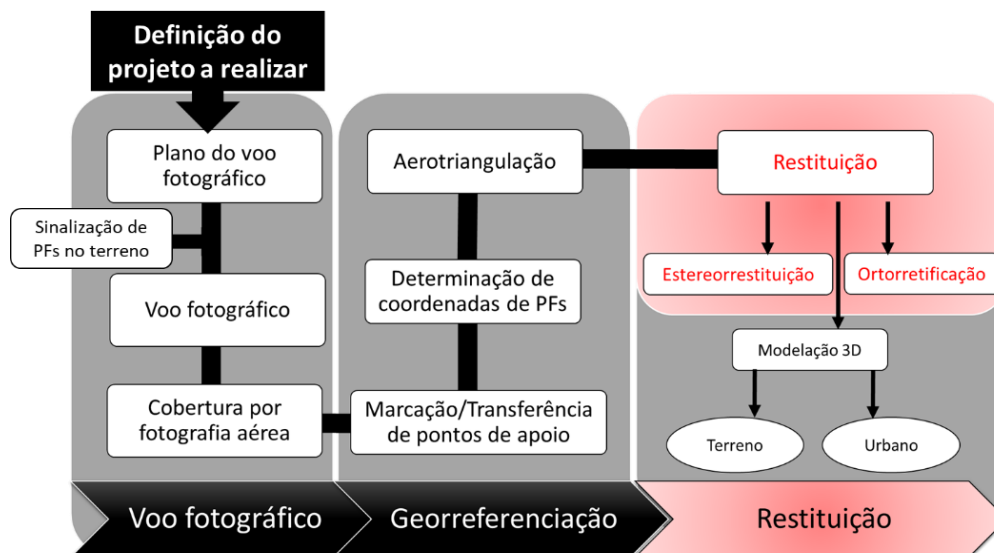 Definição do
projeto a realizar
Plano do voo
fotográfico
Sinalização de
PFs no terreno
Voo fotográfico
Cobertura por
fotografia aérea
Aerotriangulação
Determinação de
coordenadas de PFs
Marcação/Transferência
de pontos de apoio
Restituição
Estereorrestituição
Ortorretificação
Modelação 3D
Terreno
Urbano
Voo fotográfico
Georreferenciação
Restituição